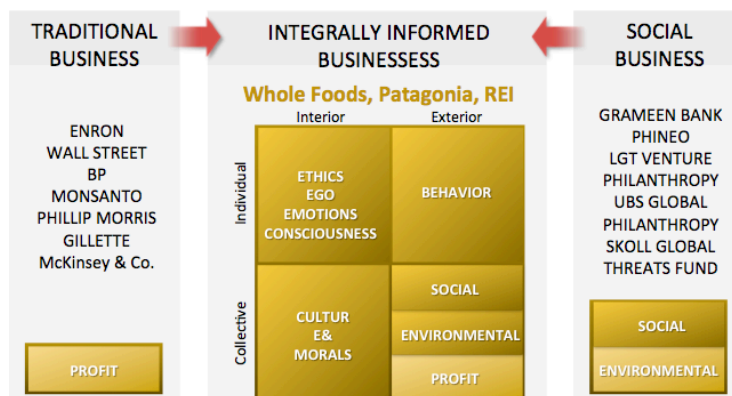 TRADITIONAL
BUSINESS
ENRON
WALL STREET
BP
MONSANTO
PHILLIP MORRIS
GILLETTE
McKinsey & Co.
PROFIT
INTEGRALLY INFORMED
BUSINESSESS
Whole Foods, Patagonia, REI
Interior
Exterior
Individual
ETHICS
EGO
EMOTIONS
CONSCIOUSNESS
BEHAVIOR
Collective
CULTUR
E&
MORALS
SOCIAL
ENVIRONMENTAL
PROFIT
SOCIAL
BUSINESS
GRAMEEN BANK
PHINEO
LGT VENTURE
PHILANTHROPY
UBS GLOBAL
PHILANTHROPY
SKOLL GLOBAL
THREATS FUND
SOCIAL
ENVIRONMENTAL